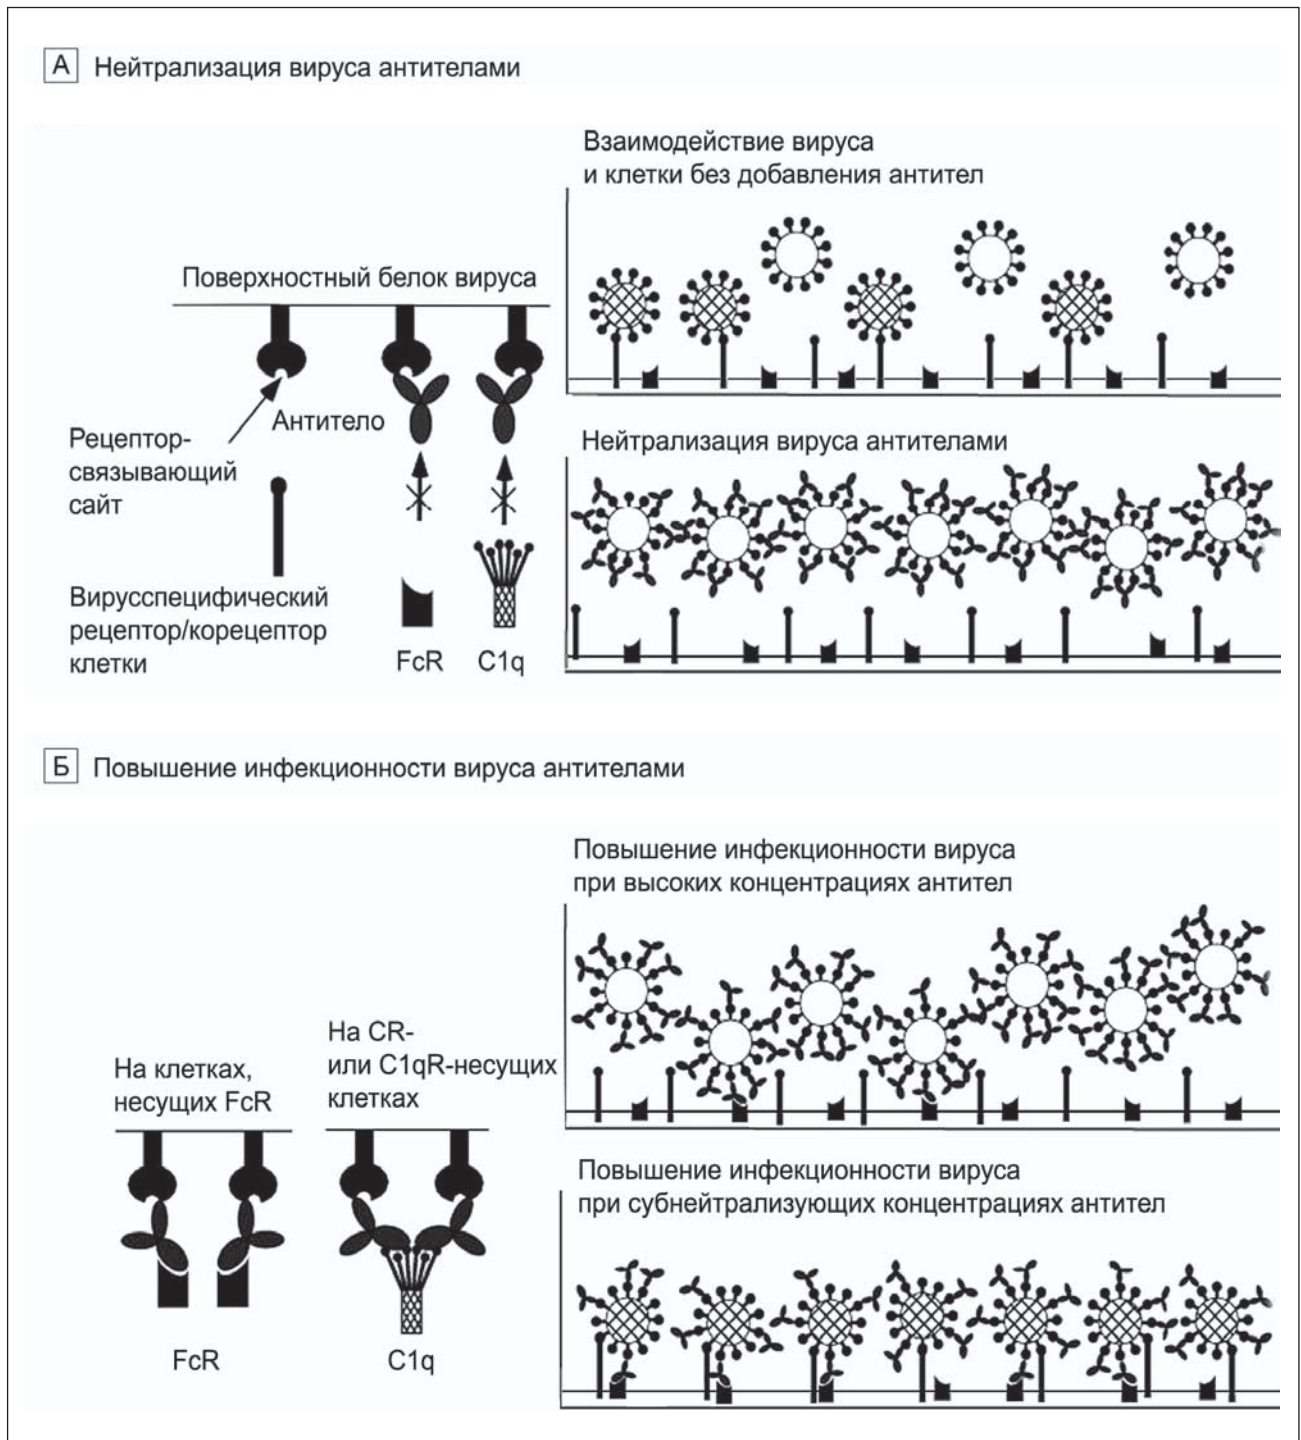 А Нейтрализация вируса антителами
Взаимодействие вируса
и клетки без добавления антител
Поверхностный белок вируса
Антитело
Рецептор-
связывающий
сайт
Вирусспецифический
рецептор/корецептор
клетки
FcR
C1q
Нейтрализация вируса антителами
Б Повышение инфекционности вируса антителами
Повышение инфекционности вируса
при высоких концентрациях антител
На клетках,
несущих FcR
На CR-
или C1qR-несущих
клетках
FcR
C1q
Повышение инфекционности вируса
при субнейтрализующих концентрациях антител